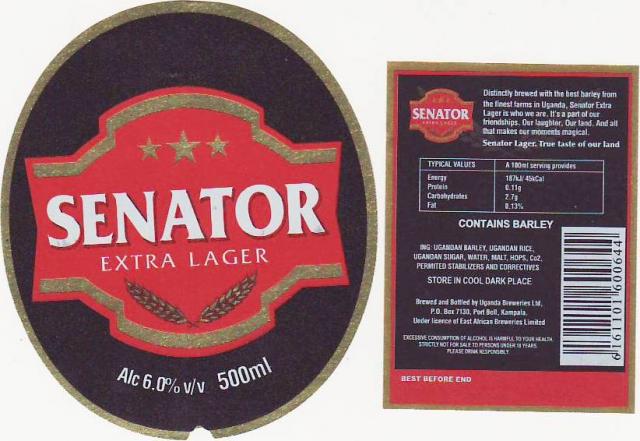 SENATOR
EXTRA LAGER
Alc 6.0% v/v 500ml
SENATOR
EXTRA LAGER
Distinctly brewed with the best barley from
the finest farms in Uganda, Senator Extra
Lager is who we are. It's a part of our
friendships. Our laughter. Our land. And all
that makes our moments magical.
Senator Lager. True taste of our land
TYPICAL VALUES A 100ml serving provides
Energy 187kJ/ 45kCal
Protein 0.11g
Carbohydrates 2.7g
Fat 0.13%
CONTAINS BARLEY
ING: UGANDAN BARLEY, UGANDAN RICE,
UGANDAN SUGAR, WATER, MALT, HOPS, Co2,
PERMITED STABILIZERS AND CORRECTIVES
STORE IN COOL DARK PLACE
Brewed and Bottled by Uganda Breweries Ltd,
P.O. Box 7130, Port Bell, Kampala.
Under licence of East African Breweries Limited
EXCESSIVE CONSUMPTION OF ALCOHOL IS HARMFUL TO YOUR HEALTH.
STRICTLY NOT FOR SALE TO PERSONS UNDER 18 YEARS.
PLEASE DRINK RESPONSIBLY
6 161101 600644
BEST BEFORE END